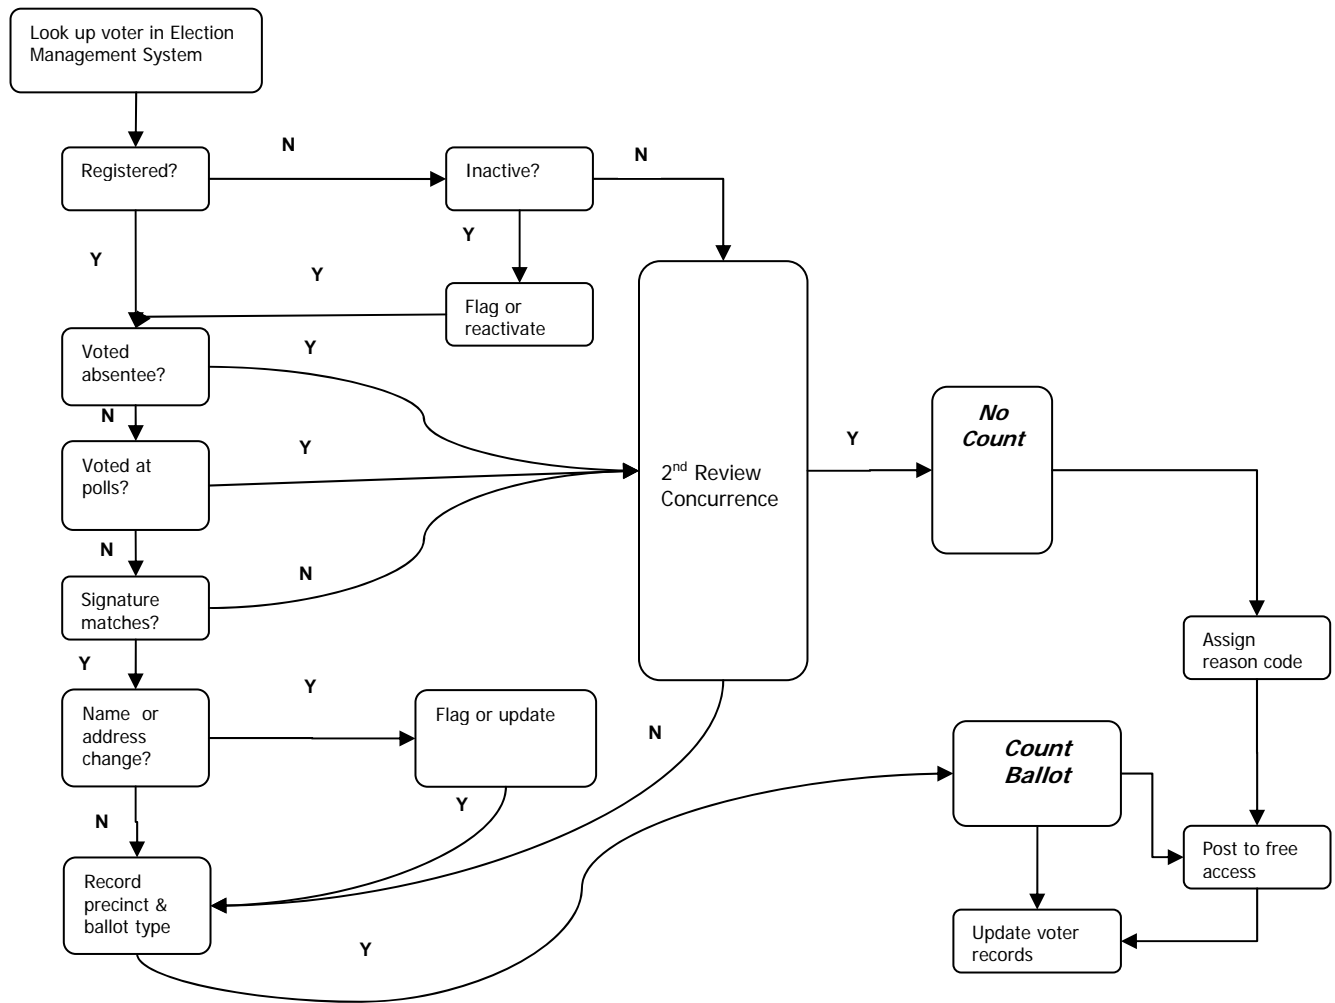 Look up voter in Election
Management System
N
Registered?
Inactive?
N
Y
Y
Y
Flag or
reactivate
Voted
absentee?
Y
N
Voted at
polls?
Y
2nd Review
Concurrence
Y
No
Count
N
Signature
matches?
N
Y
Assign
reason code
Name or
address
change?
Y
Flag or update
N
Count
Ballot
Y
N
Record
precinct &
ballot type
Post to free
access
Y
Update voter
records